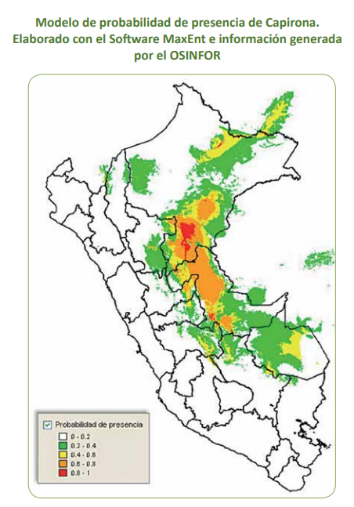 Modelo de probabilidad de presencia de Capirona.
Elaborado con el Software MaxEnt e información generada
por el OSINFOR
Probabilidad de presencia
0 - 0.2
0.2 - 0.4
0.4 - 0.6
0.6 - 0.8
0.8 - 1